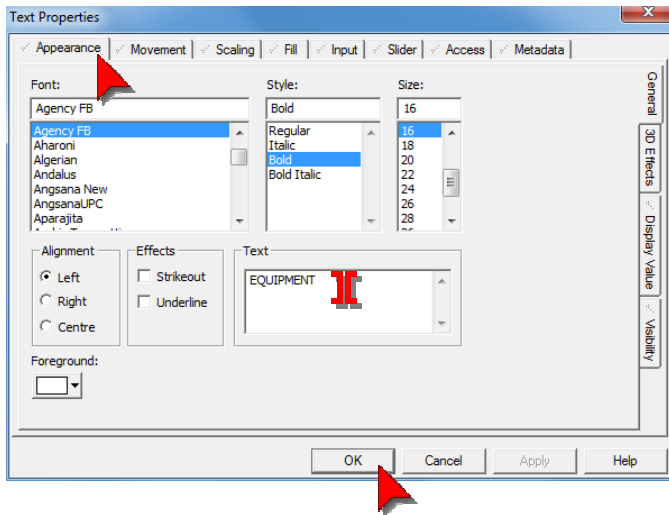 Text Properties
Appearance Movement Scaling Fill Input Slider Access Metadata
Font: Style: Size:
Agency FB Bold 16
Agency FB Regular 16
Aharoni Italic 18
Algerian Bold 20
Andalus Bold Italic 22
Angsana New 24
AngsanaUPC 26
Aparajita 28
Alignment Effects Text
Left Strikeout EQUIPMENT
Right Underline
Centre
Foreground:
General
3D Effects
Display Value
Visibility
OK Cancel Apply Help